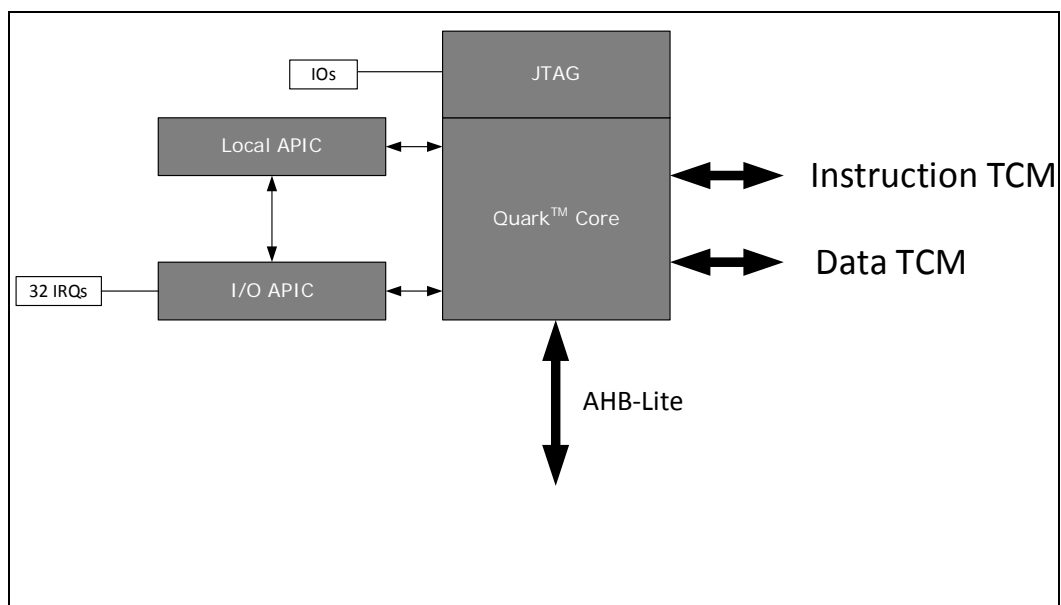 IOs
JTAG
Local APIC
Quark™ Core
Instruction TCM
Data TCM
32 IRQs
I/O APIC
AHB-Lite